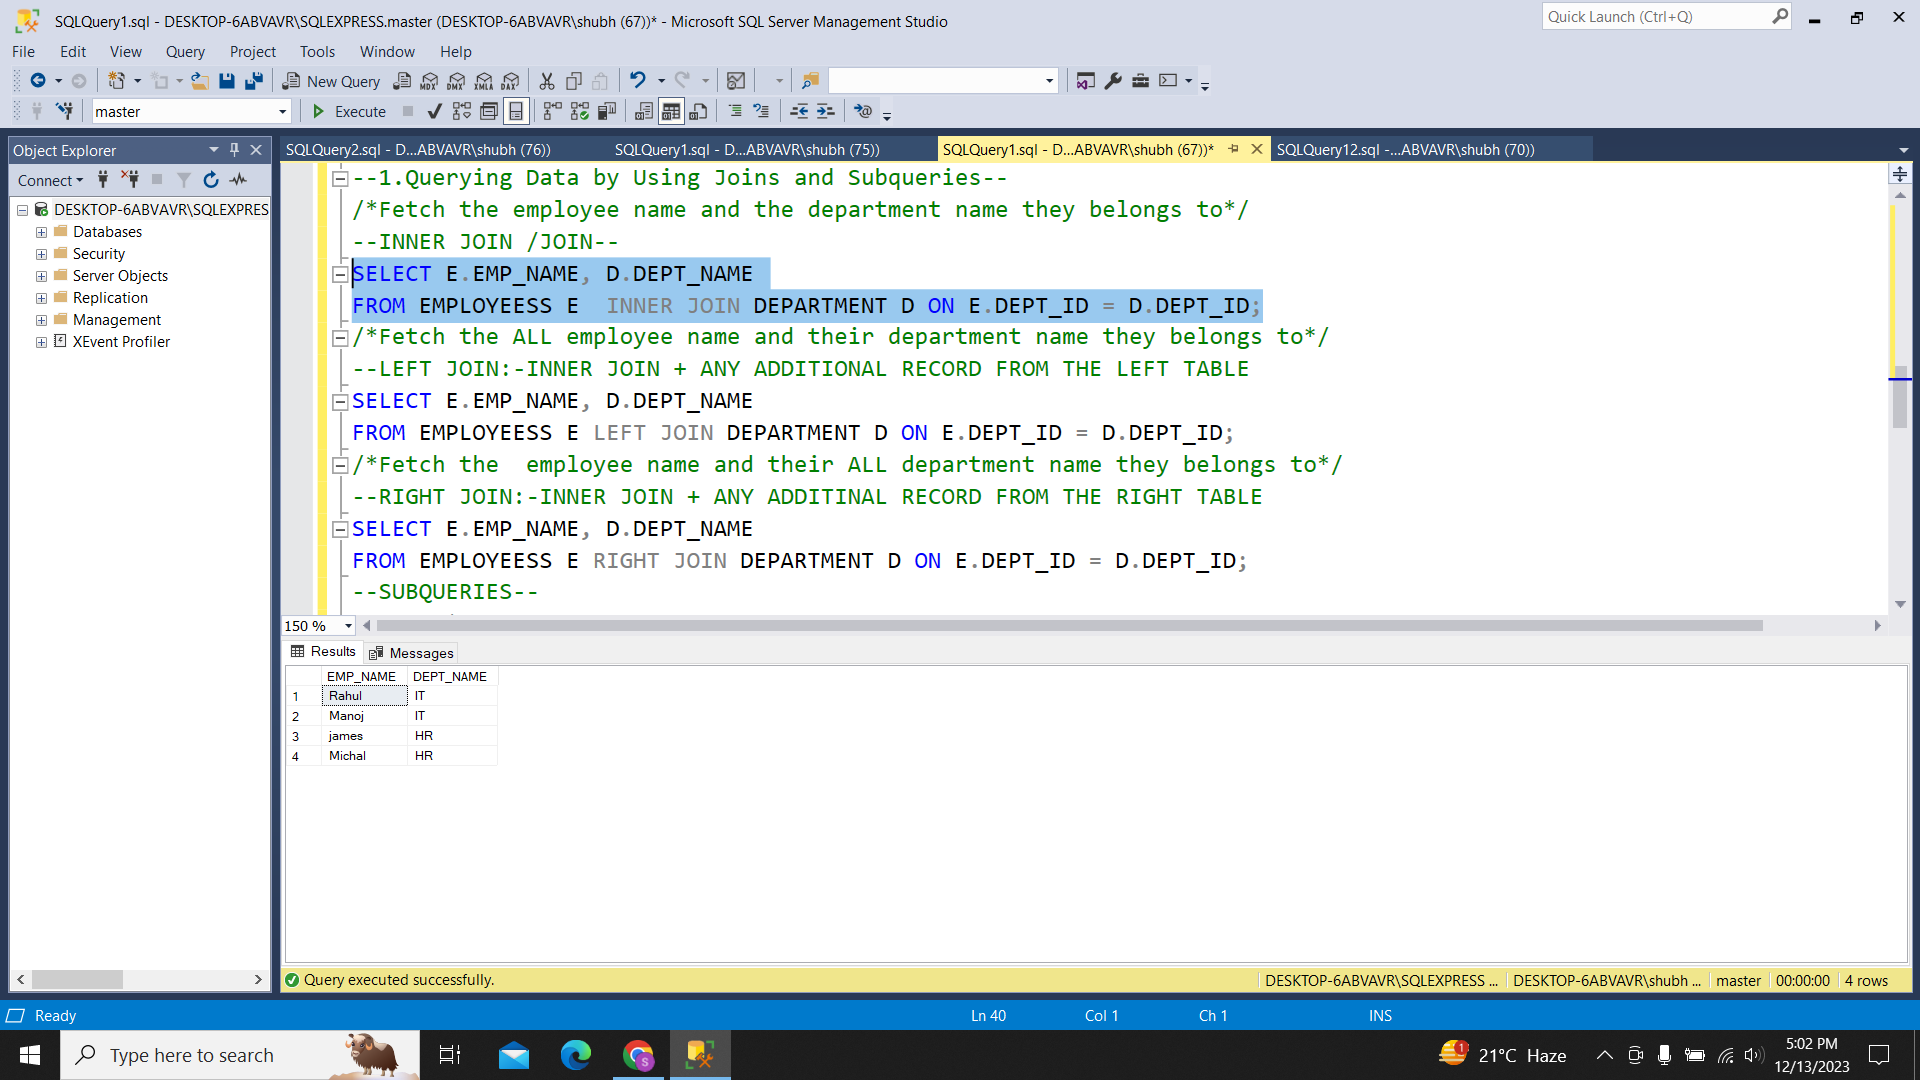 SQLQuery1.sql - DESKTOP-6ABVAVR\SQLEXPRESS.master (DESKTOP-6ABVAVR\shubh (67))* - Microsoft SQL Server Management Studio
Quick Launch (Ctrl+Q)
File Edit View Query Project Tools Window Help
New Query
MDX DMX XMLA DAX
master
Execute
Object Explorer
SQLQuery2.sql - D...ABVAVR\shubh (76))
SQLQuery1.sql - D...ABVAVR\shubh (75))
SQLQuery1.sql - D...ABVAVR\shubh (67))*
SQLQuery12.sql -...ABVAVR\shubh (70))
Connect
DESKTOP-6ABVAVR\SQLEXPRES
Databases
Security
Server Objects
Replication
Management
XEvent Profiler
--1.Querying Data by Using Joins and Subqueries--
/*Fetch the employee name and the department name they belongs to*/
--INNER JOIN /JOIN--
SELECT E.EMP_NAME, D.DEPT_NAME
FROM EMPLOYEESS E  INNER JOIN DEPARTMENT D ON E.DEPT_ID = D.DEPT_ID;
/*Fetch the ALL employee name and their department name they belongs to*/
--LEFT JOIN:-INNER JOIN + ANY ADDITIONAL RECORD FROM THE LEFT TABLE
SELECT E.EMP_NAME, D.DEPT_NAME
FROM EMPLOYEESS E LEFT JOIN DEPARTMENT D ON E.DEPT_ID = D.DEPT_ID;
/*Fetch the  employee name and their ALL department name they belongs to*/
--RIGHT JOIN:-INNER JOIN + ANY ADDITINAL RECORD FROM THE RIGHT TABLE
SELECT E.EMP_NAME, D.DEPT_NAME
FROM EMPLOYEESS E RIGHT JOIN DEPARTMENT D ON E.DEPT_ID = D.DEPT_ID;
--SUBQUERIES--
150 %
Results Messages
EMP_NAME DEPT_NAME
1 Rahul IT
2 Manoj IT
3 james HR
4 Michal HR
Query executed successfully.
DESKTOP-6ABVAVR\SQLEXPRESS ... DESKTOP-6ABVAVR\shubh ... master 00:00:00 4 rows
Ready
Ln 40 Col 1 Ch 1 INS
Type here to search
S
1
21°C Haze
5:02 PM
12/13/2023